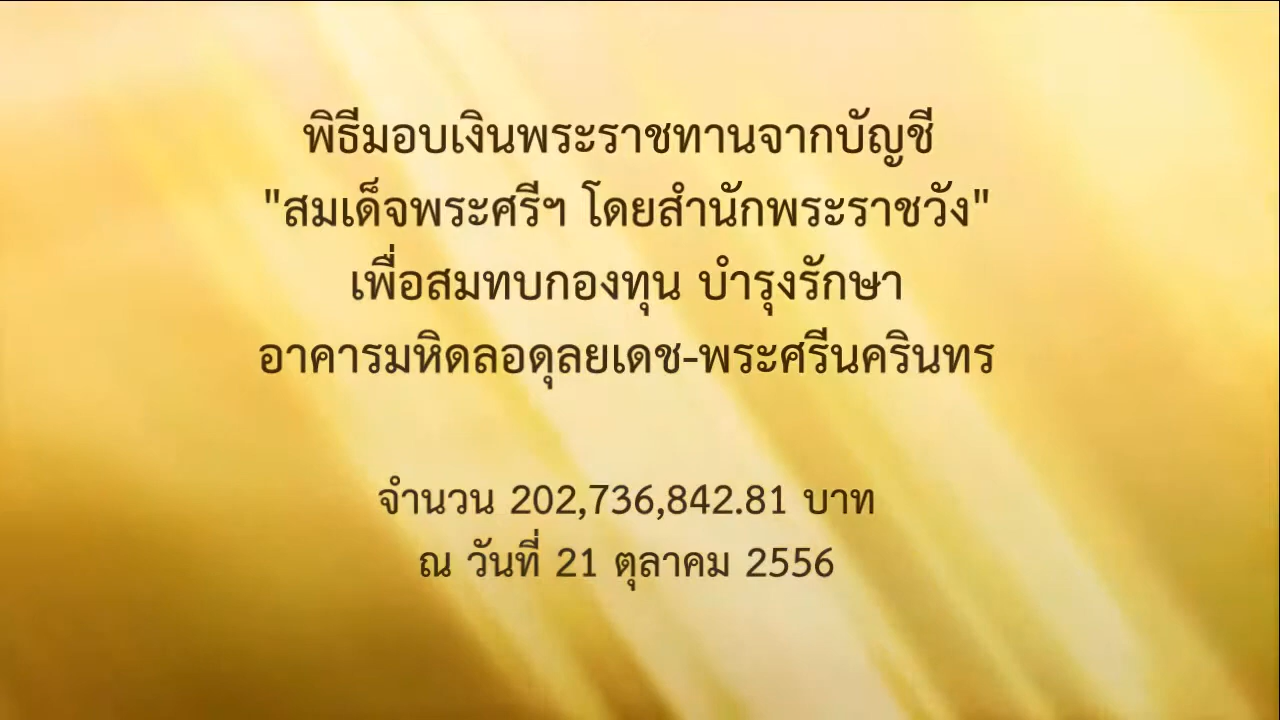 พิธีมอบเงินพระราชทานจากบัญชี
"สมเด็จพระศรีฯ โดยสำนักพระราชวัง"
เพื่อสมทบกองทุน บำรุงรักษา
อาคารมหิดลอดุลยเดช-พระศรีนครินทร
จำนวน 202,736,842.81 บาท
ณ วันที่ 21 ตุลาคม 2556